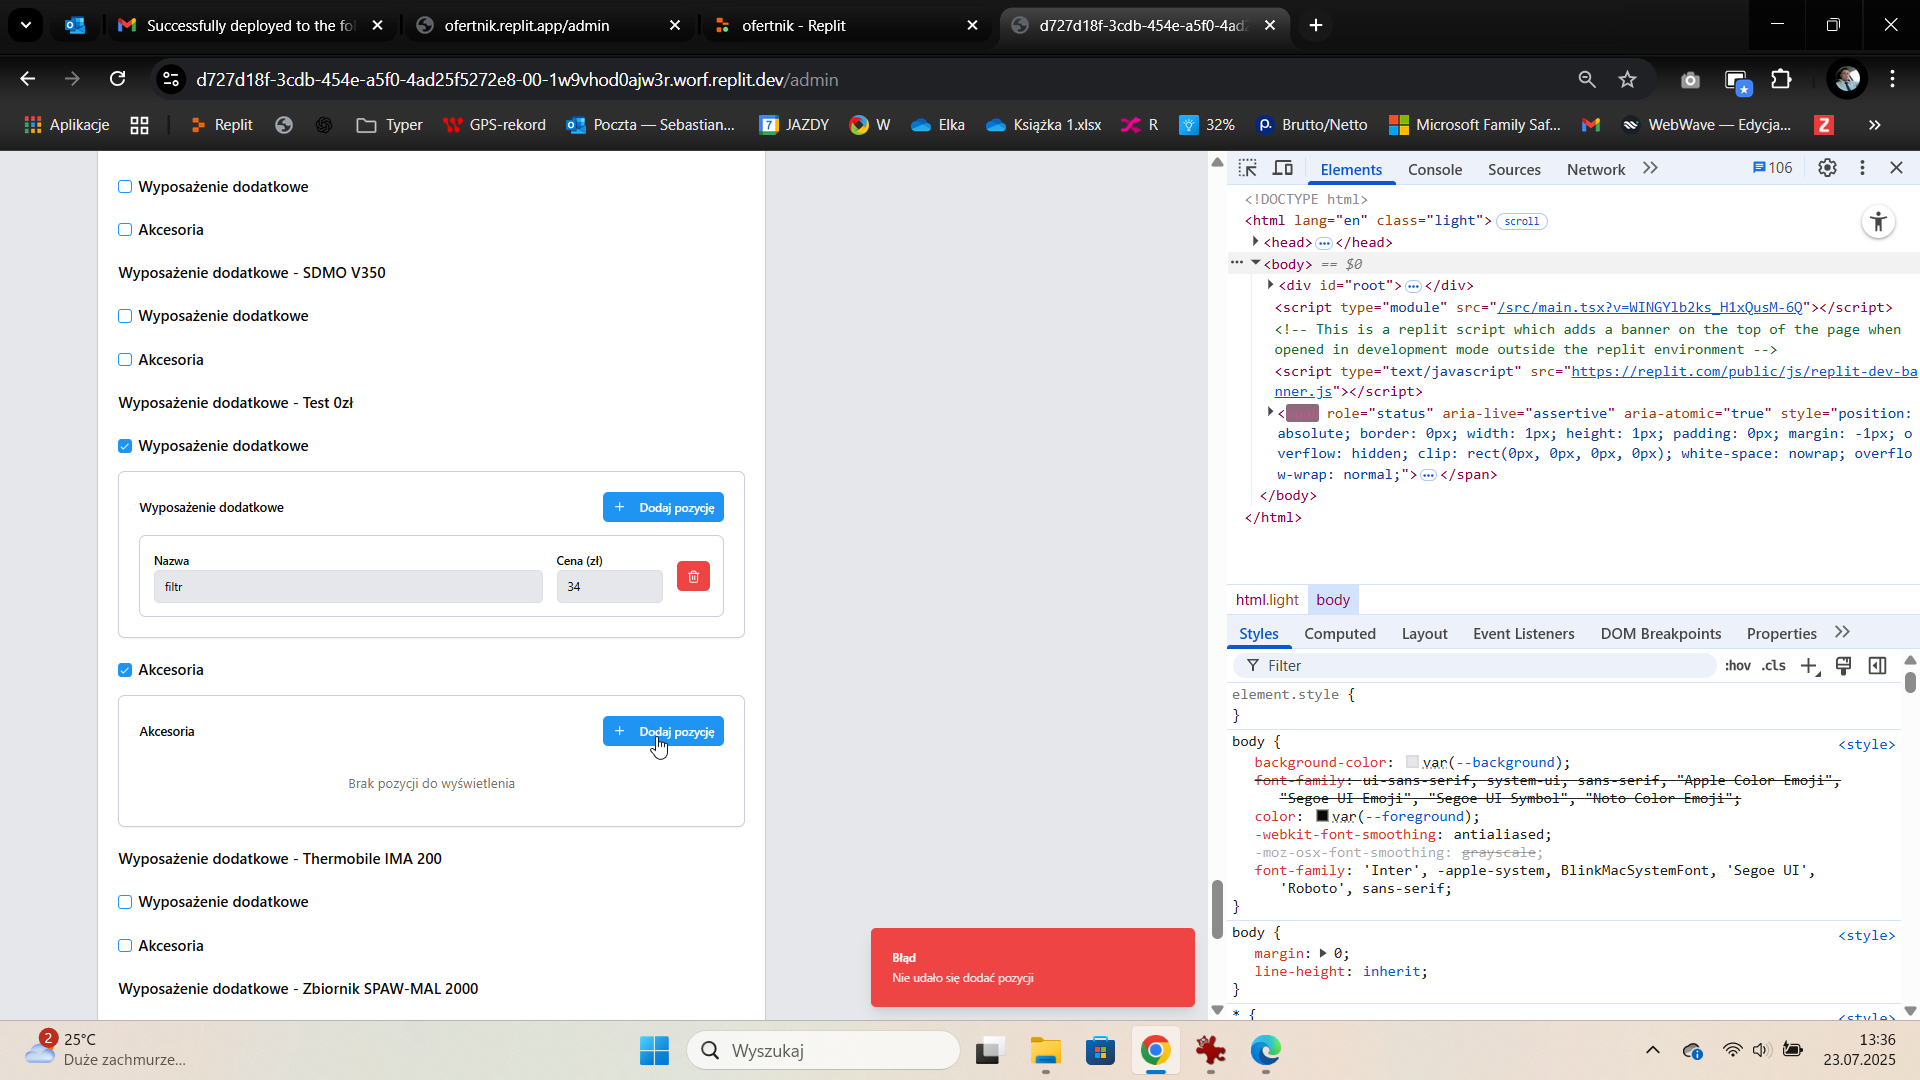 Successfully deployed to the fol
ofertnik.replit.app/admin
ofertnik - Replit
d727d18f-3cdb-454e-a5f0-4ad2
d727d18f-3cdb-454e-a5f0-4ad25f5272e8-00-1w9vhod0ajw3r.worf.replit.dev/admin
Aplikacje
Replit
Typer
GPS-rekord
Poczta — Sebastian...
JAZDY
W
Elka
Książka 1.xlsx
R
32%
Brutto/Netto
Microsoft Family Saf...
WebWave — Edycja...
Wyposażenie dodatkowe
Akcesoria
Wyposażenie dodatkowe - SDMO V350
Wyposażenie dodatkowe
Akcesoria
Wyposażenie dodatkowe - Test 0zł
Wyposażenie dodatkowe
Wyposażenie dodatkowe
+ Dodaj pozycję
Nazwa
Cena (zł)
filtr
34
Akcesoria
Akcesoria
+ Dodaj pozycję
Brak pozycji do wyświetlenia
Wyposażenie dodatkowe - Thermobile IMA 200
Wyposażenie dodatkowe
Akcesoria
Wyposażenie dodatkowe - Zbiornik SPAW-MAL 2000
Błąd
Nie udało się dodać pozycji
Elements
Console
Sources
Network
106
<!DOCTYPE html>
<html lang="en" class="light"> scroll
<head> ••• </head>
••• <body> == $0
<div id="root"> ••• </div>
<script type="module" src="/src/main.tsx?v=WINGYlb2ks_H1xQusM-6Q"></script>
<!-- This is a replit script which adds a banner on the top of the page when
opened in development mode outside the replit environment -->
<script type="text/javascript" src="https://replit.com/public/js/replit-dev-ba
nner.js"></script>
< role="status" aria-live="assertive" aria-atomic="true" style="position:
absolute; border: 0px; width: 1px; height: 1px; padding: 0px; margin: -1px; o
verflow: hidden; clip: rect(0px, 0px, 0px, 0px); white-space: nowrap; overflo
w-wrap: normal;"> ••• </span>
</body>
</html>
html.light
body
Styles
Computed
Layout
Event Listeners
DOM Breakpoints
Properties
Filter
:hov
.cls
element.style {
}
body {
<style>
background-color: var(--background);
font-family: ui-sans-serif, system-ui, sans-serif, "Apple Color Emoji",
"Segoe UI Emoji", "Segoe UI Symbol", "Noto Color Emoji";
color: var(--foreground);
-webkit-font-smoothing: antialiased;
-moz-osx-font-smoothing: grayscale;
font-family: 'Inter', -apple-system, BlinkMacSystemFont, 'Segoe UI',
'Roboto', sans-serif;
}
body {
<style>
margin: 0;
line-height: inherit;
}
* {
<style>
2
25°C
Duże zachmurze...
Wyszukaj
13:36
23.07.2025